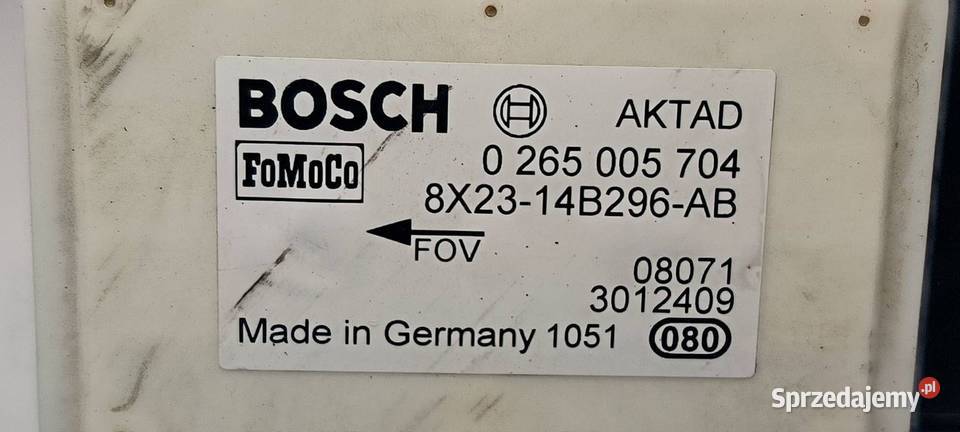 BOSCH AKTAD
FoMoCo 0 265 005 704
8X23-14B296-AB
FOV
08071
3012409
Made in Germany 1051 080
Sprzedajemy.pl